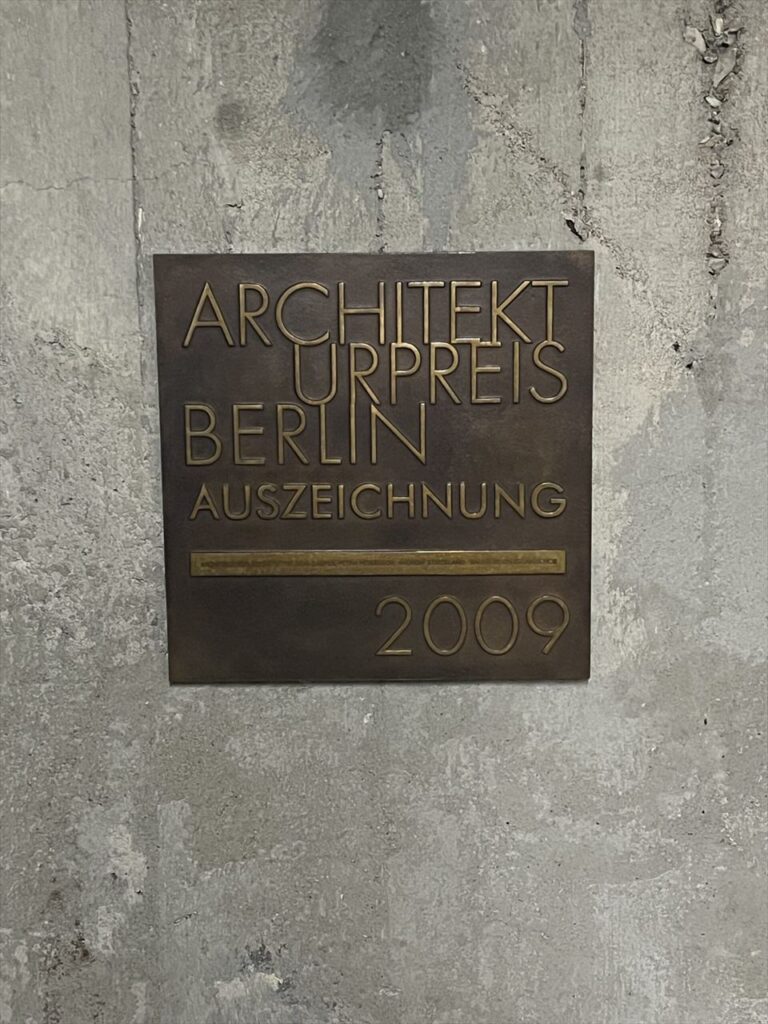 ARCHITEKT
URPREIS
BERLIN
AUSZEICHNUNG
2009